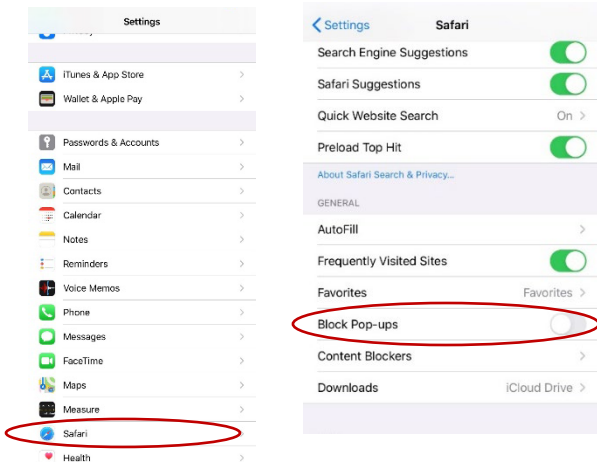 Settings
iTunes & App Store
Wallet & Apple Pay
Passwords & Accounts
Mail
Contacts
Calendar
Notes
Reminders
Voice Memos
Phone
Messages
FaceTime
Maps
Measure
Safari
Health
Settings Safari
Search Engine Suggestions
Safari Suggestions
Quick Website Search On
Preload Top Hit
About Safari Search & Privacy...
GENERAL
AutoFill
Frequently Visited Sites
Favorites Favorites
Block Pop-ups
Content Blockers
Downloads iCloud Drive